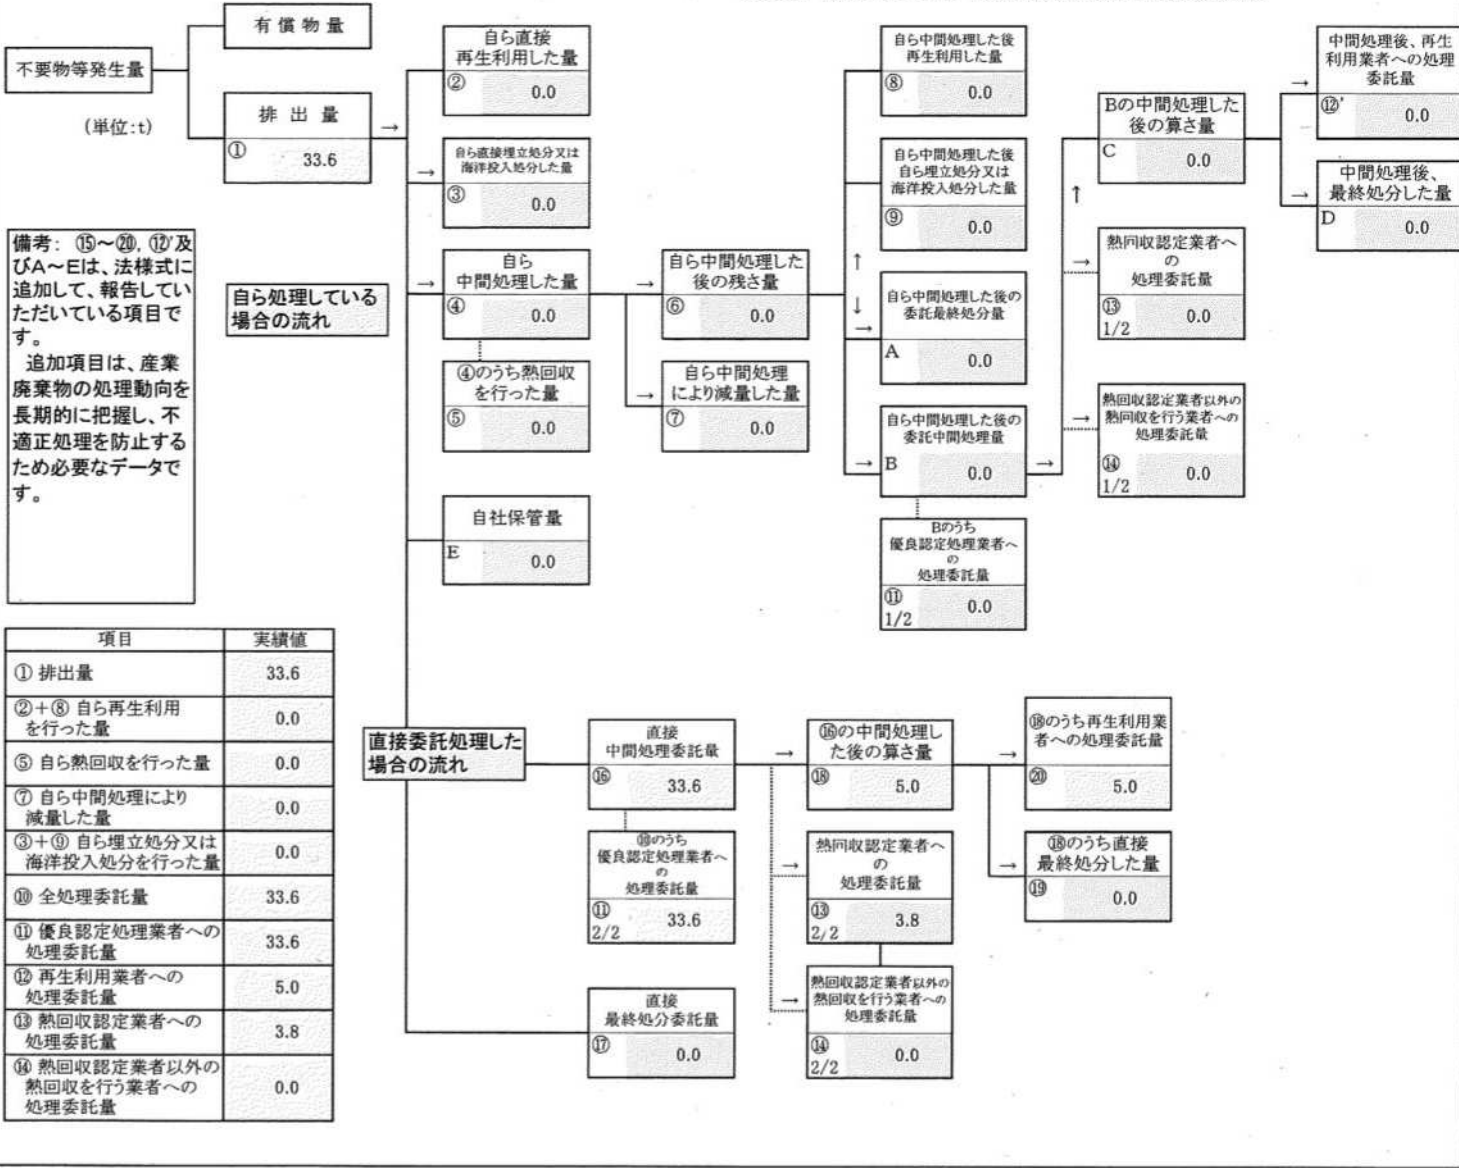 不要物等発生量
(単位:t)
有償物量
排出量
① 33.6
備考: ⑮~⑳, ⑫'及
びA~Eは、法様式に
追加して、報告してい
ただいている項目で
す。
追加項目は、産業
廃棄物の処理動向を
長期的に把握し、不
適正処理を防止する
ため必要なデータで
す。
自ら処理している
場合の流れ
自ら直接
再生利用した量
② 0.0
自ら直接埋立処分又は
海洋投入処分した量
③ 0.0
自ら
中間処理した量
④ 0.0
④のうち熱回収
を行った量
⑤ 0.0
自社保管量
E 0.0
自ら中間処理した
後の残さ量
⑥ 0.0
自ら中間処理
により減量した量
⑦ 0.0
自ら中間処理した後
再生利用した量
⑧ 0.0
自ら中間処理した後
自ら埋立処分又は
海洋投入処分した量
⑨ 0.0
自ら中間処理した後の
委託最終処分量
A 0.0
自ら中間処理した後の
委託中間処理量
B 0.0
Bのうち
優良認定処理業者へ
の
処理委託量
⑪ 0.0
1/2
Bの中間処理した
後の算さ量
C 0.0
熱回収認定業者へ
の
処理委託量
⑬ 0.0
1/2
熱回収認定業者以外の
熱回収を行う業者への
処理委託量
⑭ 0.0
1/2
中間処理後、再生
利用業者への処理
委託量
⑫' 0.0
中間処理後、
最終処分した量
D 0.0
項目 実績値
① 排出量 33.6
②+⑧ 自ら再生利用
を行った量 0.0
⑤ 自ら熱回収を行った量 0.0
⑦ 自ら中間処理により
減量した量 0.0
③+⑨ 自ら埋立処分又は
海洋投入処分を行った量 0.0
⑩ 全処理委託量 33.6
⑪ 優良認定処理業者への
処理委託量 33.6
⑫ 再生利用業者への
処理委託量 5.0
⑬ 熱回収認定業者への
処理委託量 3.8
⑭ 熱回収認定業者以外の
熱回収を行う業者への
処理委託量 0.0
直接委託処理した
場合の流れ
直接
中間処理委託量
⑯ 33.6
のうち
優良認定処理業者へ
の
処理委託量
⑪ 33.6
2/2
直接
最終処分委託量
⑰ 0.0
⑯の中間処理し
た後の算さ量
⑱ 5.0
熱回収認定業者へ
の
処理委託量
⑬ 3.8
2/2
熱回収認定業者以外の
熱回収を行う業者への
処理委託量
⑭ 0.0
2/2
⑱のうち再生利用業
者への処理委託量
⑳ 5.0
⑱のうち直接
最終処分した量
⑲ 0.0